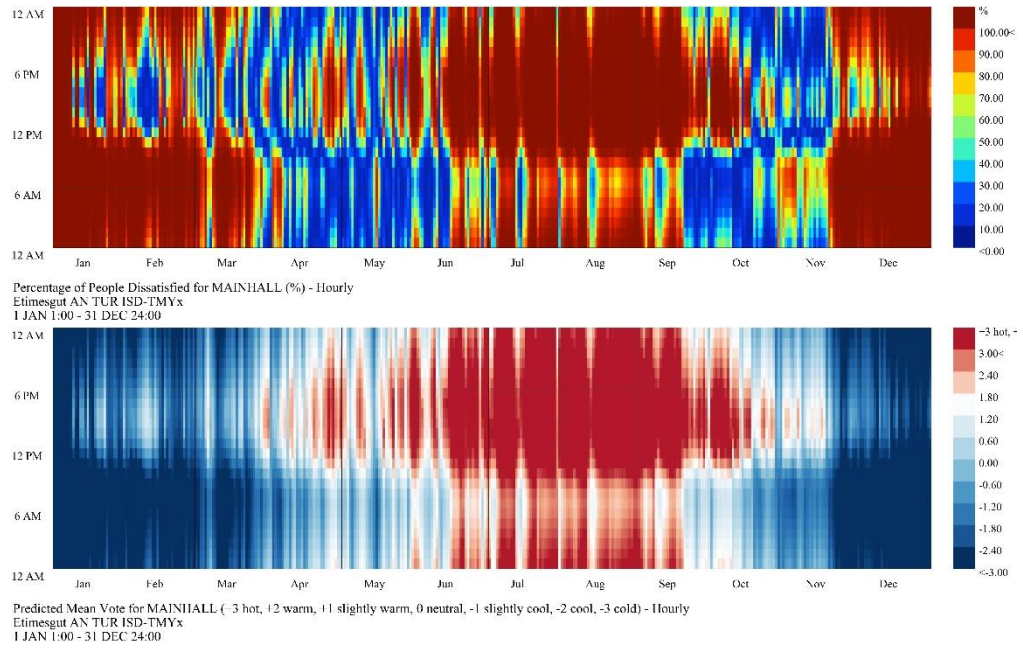 12 AM
6 PM
12 PM
6 AM
12 AM
Jan Feb Mar Apr May Jun Jul Aug Sep Oct Nov Dec
%
100.00<
90.00
80.00
70.00
60.00
50.00
40.00
30.00
20.00
10.00
<0.00
Percentage of People Dissatisfied for MAINHALL (%) - Hourly
Etimesgut AN TUR ISD-TMYx
1 JAN 1:00 - 31 DEC 24:00
12 AM
6 PM
12 PM
6 AM
12 AM
Jan Feb Mar Apr May Jun Jul Aug Sep Oct Nov Dec
+3 hot, +
3.00<
2.40
1.80
1.20
0.60
0.00
-0.60
-1.20
-1.80
-2.40
<-3.00
Predicted Mean Vote for MAINHALL (+3 hot, +2 warm, +1 slightly warm, 0 neutral, -1 slightly cool, -2 cool, -3 cold) - Hourly
Etimesgut AN TUR ISD-TMYx
1 JAN 1:00 - 31 DEC 24:00